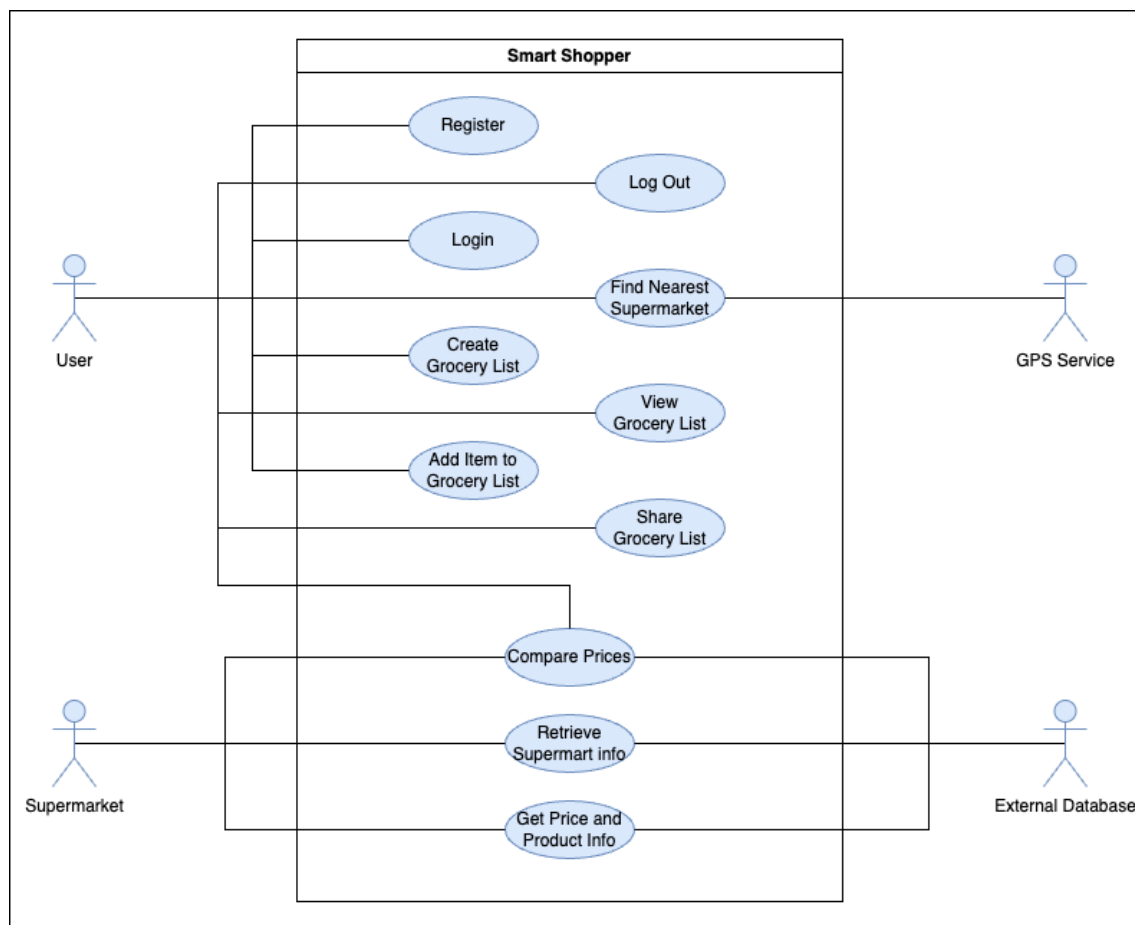 Smart Shopper
Register
Log Out
Login
Find Nearest
Supermarket
User
GPS Service
Create
Grocery List
View
Grocery List
Add Item to
Grocery List
Share
Grocery List
Compare Prices
Retrieve
Supermart info
Supermarket
External Database
Get Price and
Product Info